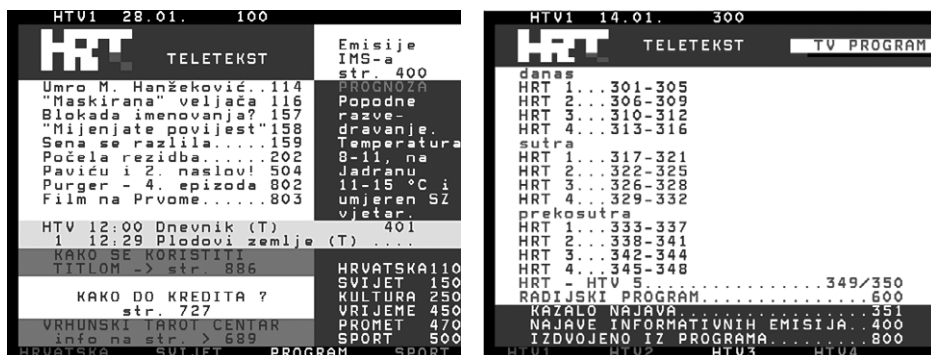 HTV1 28.01. 100
HRT TELETEKST
Emisije
IMS-a
str. 400
Umro M. Hanžeković..114
"Maskirana" veljača 116
Blokada imenovanja? 157
"Mijenjate povijest"158
Sena se razlila.....159
Počela rezidba......202
Paviću i 2. naslov! 504
Purger - 4. epizoda 802
Film na Prvome......803
PROGNOZA
Popodne
razve-
dravanje.
Temperatura
8-11, na
Jadranu
11-15 °C i
umjeren SZ
vjetar.
HTV 12:00 Dnevnik (T) 401
1 12:29 Plodovi zemlje (T) ....
KAKO SE KORISTITI
TITLOM -> str. 886
KAKO DO KREDITA ?
str. 727
VRHUNSKI TAROT CENTAR
info na str. > 689
HRVATSKA110
SVIJET 150
KULTURA 250
VRIJEME 450
PROMET 470
SPORT 500
HRVATSKA SVIJET PROGRAM SPORT
HTV1 14.01. 300
HRT TELETEKST TV PROGRAM
danas
HRT 1...301-305
HRT 2...306-309
HRT 3...310-312
HRT 4...313-316
sutra
HRT 1...317-321
HRT 2...322-325
HRT 3...326-328
HRT 4...329-332
prekosutra
HRT 1...333-337
HRT 2...338-341
HRT 3...342-344
HRT 4...345-348
HRT - HTV 5................349/350
RADIJSKI PROGRAM...............600
KAZALO NAJAVA................351
NAJAVE INFORMATIVNIH EMISIJA..400
IZDVOJENO IZ PROGRAMA........800
HTV1 HTV2 HTV3 HTV4